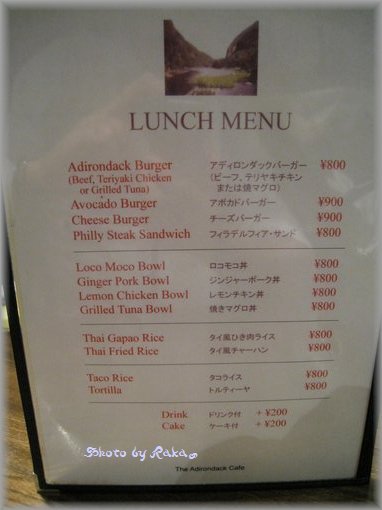 LUNCH MENU
Adirondack Burger アディロンダックバーガー ¥800
(Beef, Teriyaki Chicken (ビーフ、テリヤキチキン
or Grilled Tuna) または焼マグロ)
Avocado Burger アボカドバーガー ¥900
Cheese Burger チーズバーガー ¥900
Philly Steak Sandwich フィラデルフィア・サンド ¥800
Loco Moco Bowl ロコモコ丼 ¥800
Ginger Pork Bowl ジンジャーポーク丼 ¥800
Lemon Chicken Bowl レモンチキン丼 ¥800
Grilled Tuna Bowl 焼きマグロ丼 ¥800
Thai Gapao Rice タイ風ひき肉ライス ¥800
Thai Fried Rice タイ風チャーハン ¥800
Taco Rice タコライス ¥800
Tortilla トルティーヤ ¥800
Drink ドリンク付 + ¥200
Cake ケーキ付 + ¥200
Photo by Raka
The Adirondack Cafe